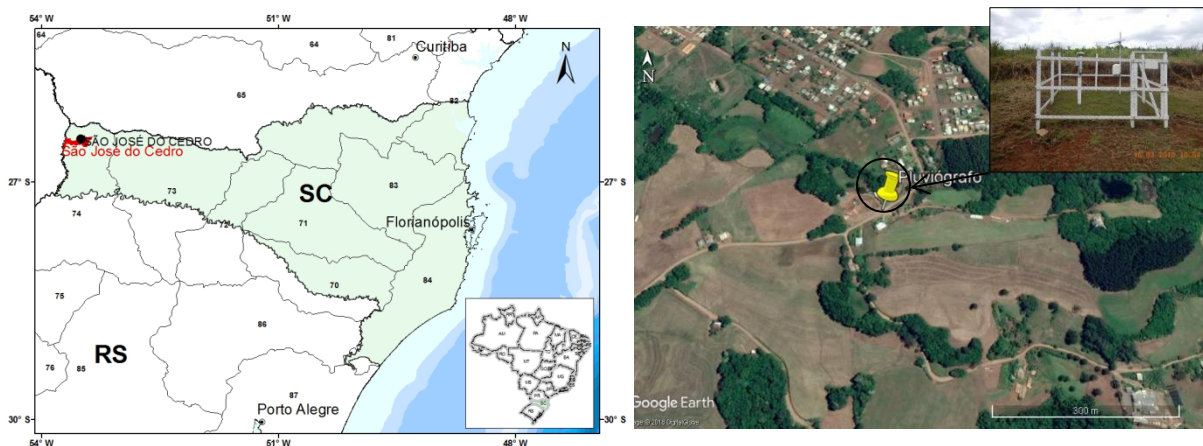 54° W
51° W
48° W
64
64
81
Curitiba
N
65
82
SÃO JOSÉ DO CEDRO
São José do Cedro
27° S
27° S
73
83
SC
74
72
71
Florianópolis
84
70
75
86
RS
76
85
87
Porto Alegre
30° S
30° S
54° W
51° W
48° W
N
Pluviógrafo
Google Earth
300 m